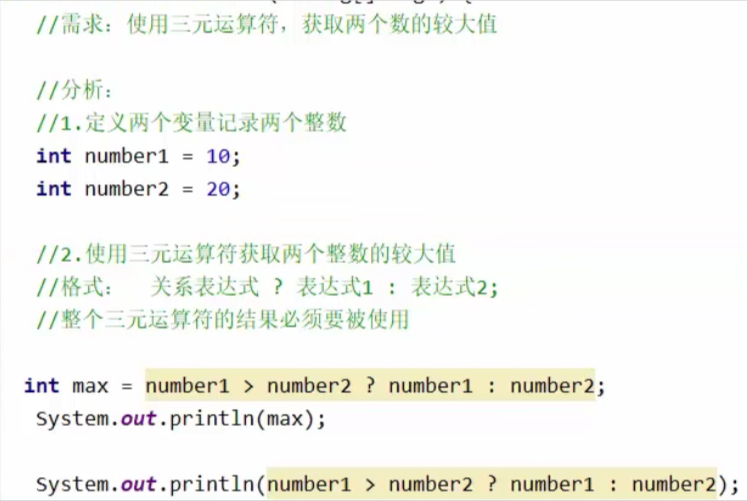 //需求：使用三元运算符，获取两个数的较大值
//分析：
//1.定义两个变量记录两个整数
int number1 = 10;
int number2 = 20;
//2.使用三元运算符获取两个整数的较大值
//格式：  关系表达式 ? 表达式1 : 表达式2;
//整个三元运算符的结果必须要被使用
int max = number1 > number2 ? number1 : number2;
System.out.println(max);
System.out.println(number1 > number2 ? number1 : number2);